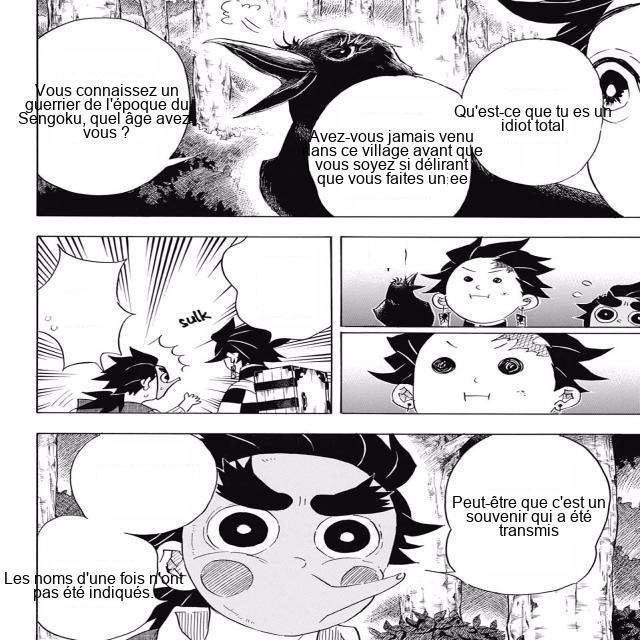 Vous connaissez un
guerrier de l'époque du
Sengoku, quel âge avez
vous ?
Qu'est-ce que tu es un
idiot total
Avez-vous jamais venu
dans ce village avant que
vous soyez si délirant
que vous faites un ee
sulk
Peut-être que c'est un
souvenir qui a été
transmis
Les noms d'une fois n'ont
pas été indiqués.